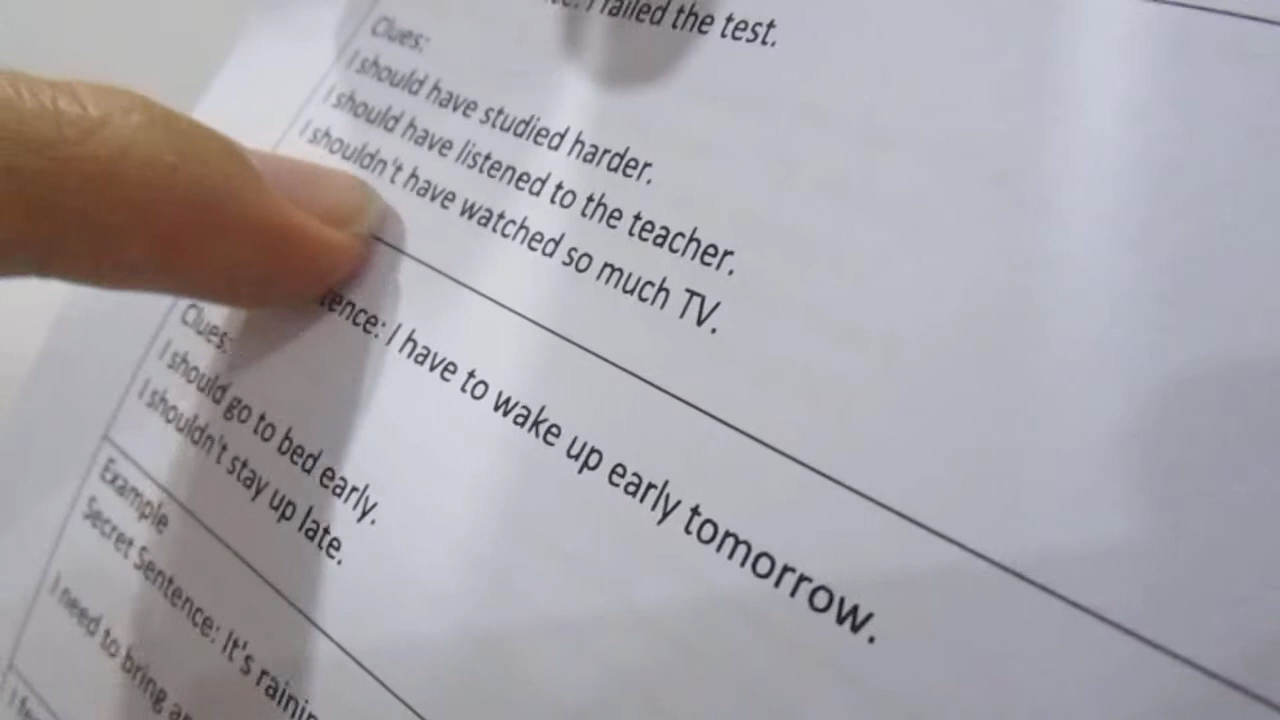 I failed the test.
Clues:
I should have studied harder.
I should have listened to the teacher.
I shouldn't have watched so much TV.
tence: I have to wake up early tomorrow.
Clues:
I should go to bed early.
I shouldn't stay up late.
Example
Secret Sentence: It's rainin
I need to bring